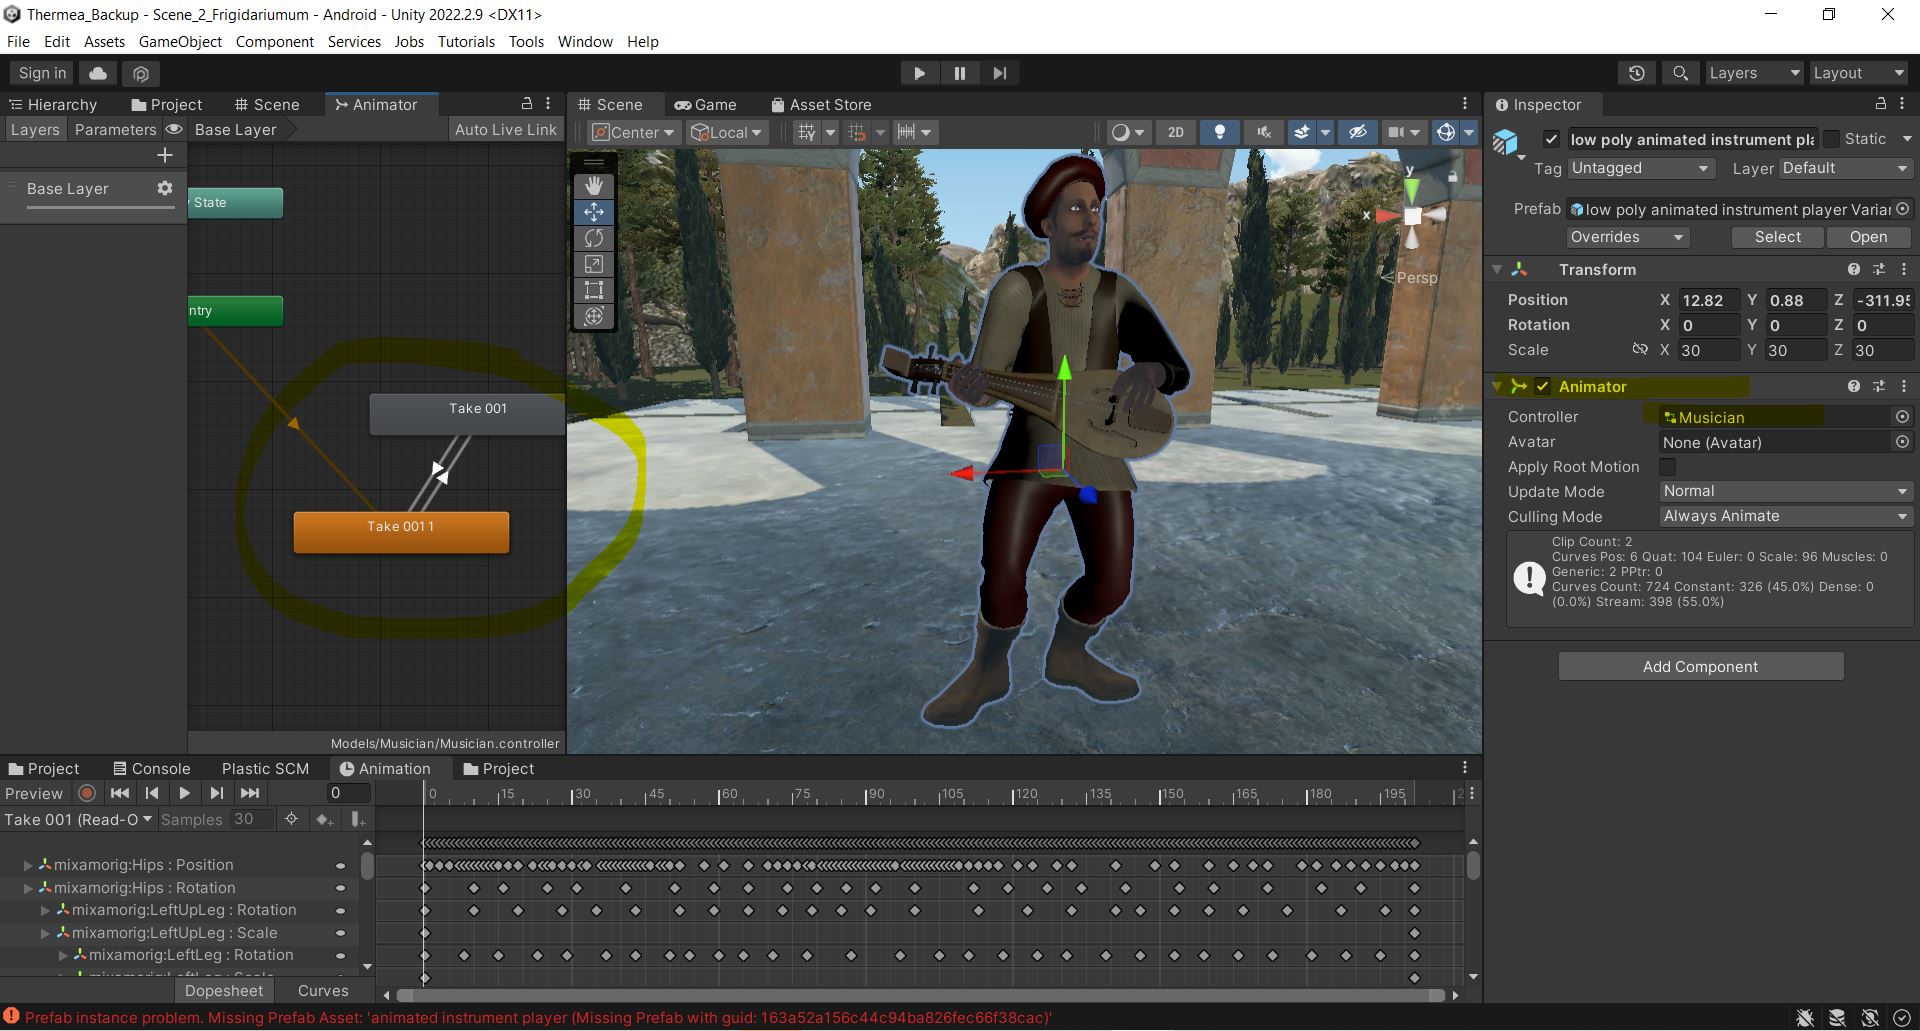 Thermea_Backup - Scene_2_Frigidariumum - Android - Unity 2022.2.9 <DX11>
File Edit Assets GameObject Component Services Jobs Tutorials Tools Window Help
Sign in
Layers Layout
Hierarchy Project Scene Animator
Scene Game Asset Store
Inspector
Layers Parameters Base Layer Auto Live Link
Center Local 2D
low poly animated instrument pla Static
Tag Untagged Layer Default
Base Layer
State
ntry
Take 001
Take 001 1
Models/Musician/Musician.controller
y
x
Persp
Prefab low poly animated instrument player Varian
Overrides Select Open
Transform
Position X 12.82 Y 0.88 Z -311.95
Rotation X 0 Y 0 Z 0
Scale X 30 Y 30 Z 30
Animator
Controller Musician
Avatar None (Avatar)
Apply Root Motion
Update Mode Normal
Culling Mode Always Animate
Clip Count: 2
Curves Pos: 6 Quat: 104 Euler: 0 Scale: 96 Muscles: 0
Generic: 2 PPtr: 0
Curves Count: 724 Constant: 326 (45.0%) Dense: 0
(0.0%) Stream: 398 (55.0%)
Add Component
Project Console Plastic SCM Animation Project
Preview 0
0 15 30 45 60 75 90 105 120 135 150 165 180 195 2
Take 001 (Read-O Samples 30
mixamorig:Hips : Position
mixamorig:Hips : Rotation
mixamorig:LeftUpLeg : Rotation
mixamorig:LeftUpLeg : Scale
mixamorig:LeftLeg : Rotation
Dopesheet Curves
Prefab instance problem. Missing Prefab Asset: 'animated instrument player (Missing Prefab with guid: 163a52a156c44c94ba826fec66f38cac)'